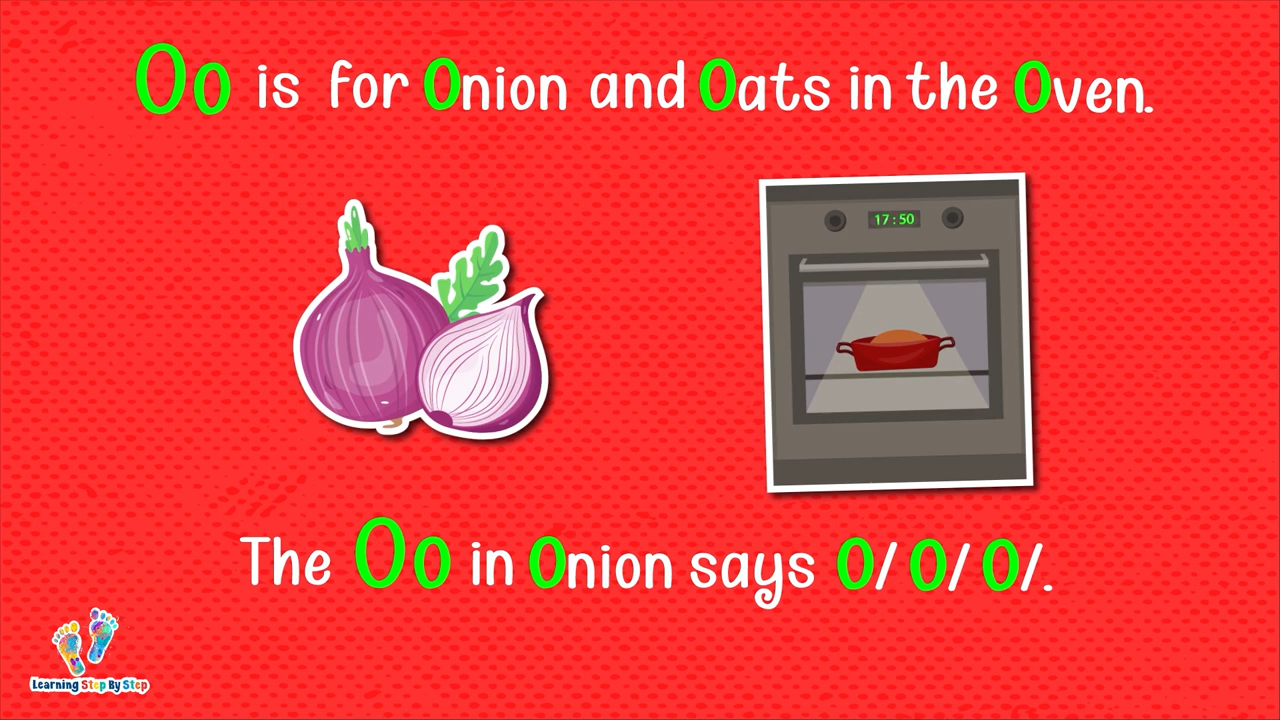 Oo is for Onion and Oats in the Oven.
17:50
The Oo in Onion says O/ O/ O/.
Learning Step By Step